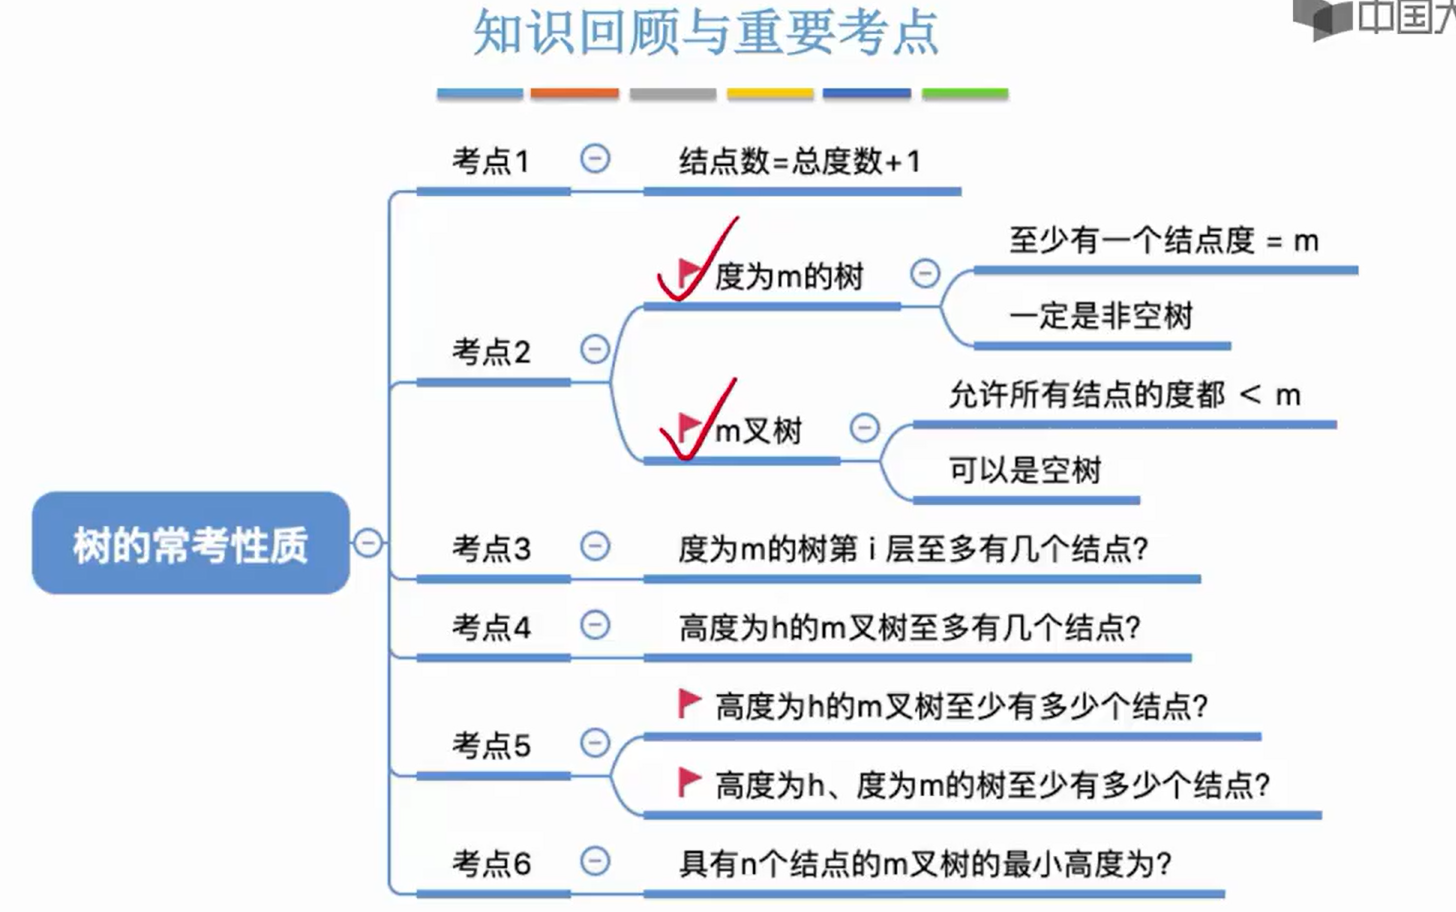 知识回顾与重要考点
中国大
考点1
结点数=总度数+1
考点2
度为m的树
至少有一个结点度 = m
一定是非空树
m叉树
允许所有结点的度都 < m
可以是空树
树的常考性质
考点3
度为m的树第 i 层至多有几个结点?
考点4
高度为h的m叉树至多有几个结点?
考点5
高度为h的m叉树至少有多少个结点?
高度为h、度为m的树至少有多少个结点?
考点6
具有n个结点的m叉树的最小高度为?